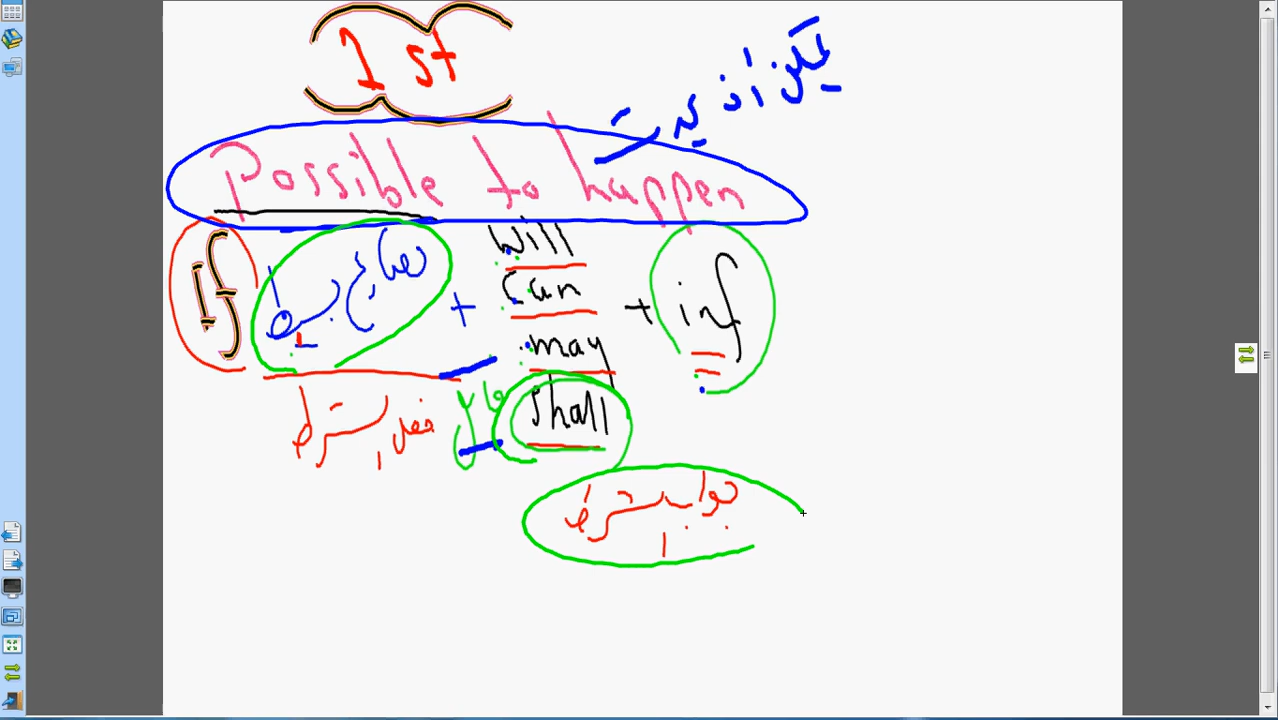 1st
يمكن أن يحدث
Possible to happen
If مضارع بسيط + will + inf
can
may
shall
فعل الشرط
جواب الشرط